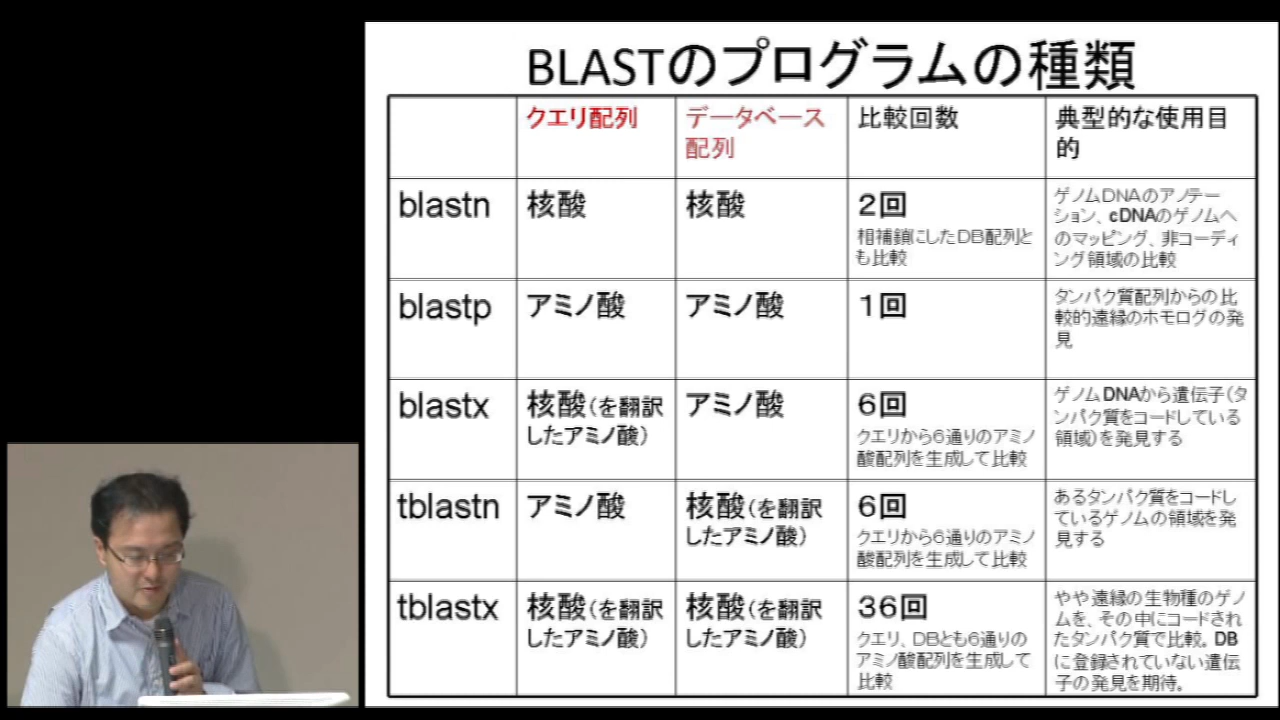 BLASTのプログラムの種類
クエリ配列
データベース
配列
比較回数
典型的な使用目
的
blastn
核酸
核酸
2回
相補鎖にしたDB配列と
も比較
ゲノムDNAのアノテー
ション、cDNAのゲノムへ
のマッピング、非コーディ
ング領域の比較
blastp
アミノ酸
アミノ酸
1回
タンパク質配列からの比
較的遠縁のホモログの発
見
blastx
核酸(を翻訳
したアミノ酸)
アミノ酸
6回
クエリから6通りのアミノ
酸配列を生成して比較
ゲノムDNAから遺伝子(タ
ンパク質をコードしている
領域)を発見する
tblastn
アミノ酸
核酸(を翻訳
したアミノ酸)
6回
クエリから6通りのアミノ
酸配列を生成して比較
あるタンパク質をコードし
ているゲノムの領域を発
見する
tblastx
核酸(を翻訳
したアミノ酸)
核酸(を翻訳
したアミノ酸)
36回
クエリ、DBとも6通りの
アミノ酸配列を生成して
比較
やや遠縁の生物種のゲノ
ムを、その中にコードされ
たタンパク質で比較。DB
に登録されていない遺伝
子の発見を期待。